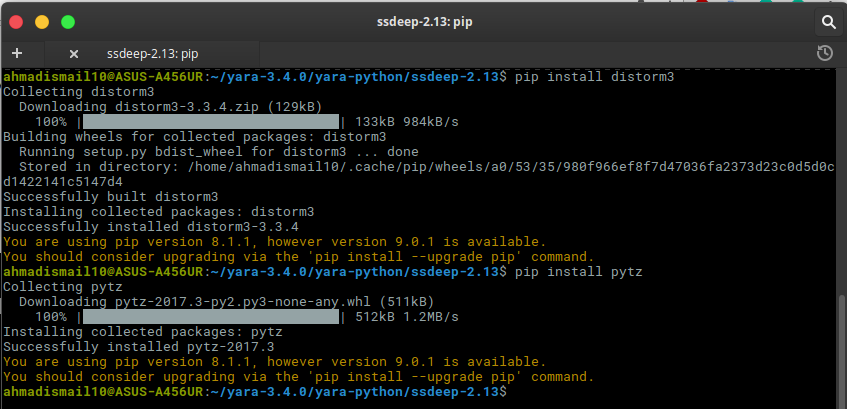 ssdeep-2.13: pip
ssdeep-2.13: pip
ahmadismail10@ASUS-A456UR:~/yara-3.4.0/yara-python/ssdeep-2.13$ pip install distorm3
Collecting distorm3
  Downloading distorm3-3.3.4.zip (129kB)
    100% |████████████████████████████████| 133kB 984kB/s
Building wheels for collected packages: distorm3
  Running setup.py bdist_wheel for distorm3 ... done
  Stored in directory: /home/ahmadismail10/.cache/pip/wheels/a0/53/35/980f966ef8f7d47036fa2373d23c0d5d0c
d1422141c5147d4
Successfully built distorm3
Installing collected packages: distorm3
Successfully installed distorm3-3.3.4
You are using pip version 8.1.1, however version 9.0.1 is available.
You should consider upgrading via the 'pip install --upgrade pip' command.
ahmadismail10@ASUS-A456UR:~/yara-3.4.0/yara-python/ssdeep-2.13$ pip install pytz
Collecting pytz
  Downloading pytz-2017.3-py2.py3-none-any.whl (511kB)
    100% |████████████████████████████████| 512kB 1.2MB/s
Installing collected packages: pytz
Successfully installed pytz-2017.3
You are using pip version 8.1.1, however version 9.0.1 is available.
You should consider upgrading via the 'pip install --upgrade pip' command.
ahmadismail10@ASUS-A456UR:~/yara-3.4.0/yara-python/ssdeep-2.13$